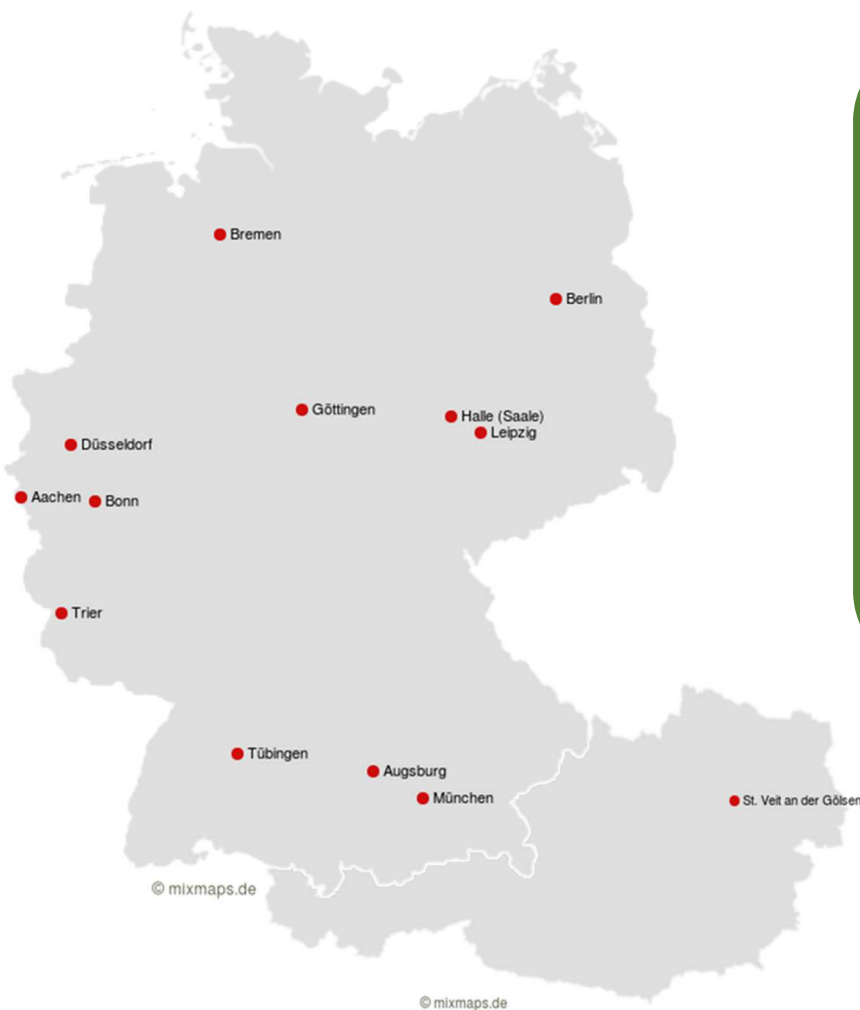 Bremen
Berlin
Göttingen
Halle (Saale)
Leipzig
Düsseldorf
Aachen
Bonn
Trier
Tübingen
Augsburg
München
St. Veit an der Gölsen
© mixmaps.de
© mixmaps.de